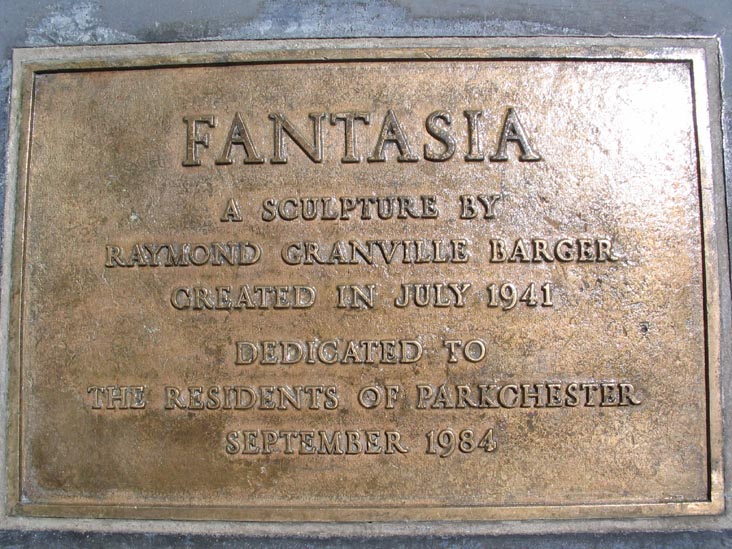 FANTASIA
A SCULPTURE BY
RAYMOND GRANVILLE BARGER
CREATED IN JULY 1941
DEDICATED TO
THE RESIDENTS OF PARKCHESTER
SEPTEMBER 1984